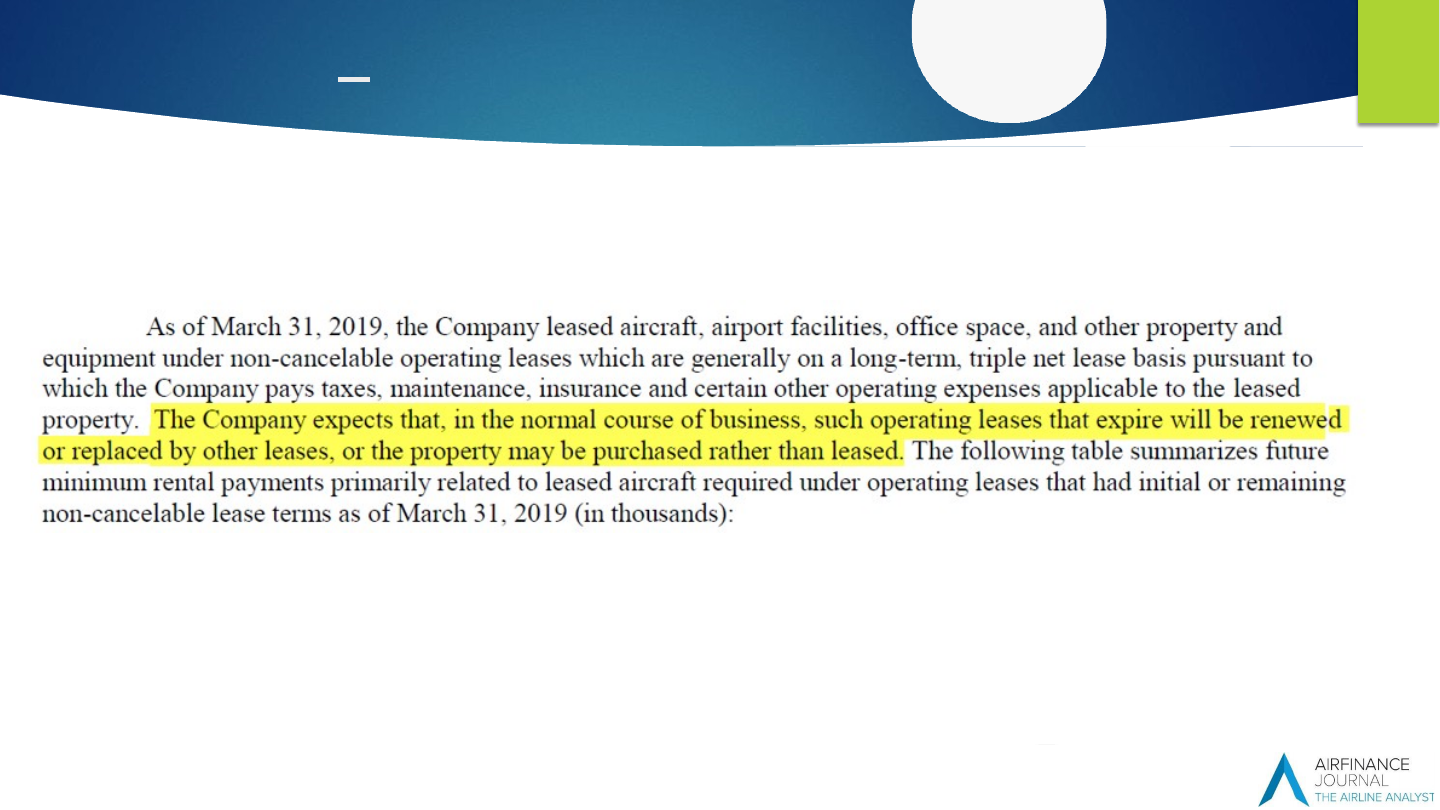 As of March 31, 2019, the Company leased aircraft, airport facilities, office space, and other property and
equipment under non-cancelable operating leases which are generally on a long-term, triple net lease basis pursuant to
which the Company pays taxes, maintenance, insurance and certain other operating expenses applicable to the leased
property. The Company expects that, in the normal course of business, such operating leases that expire will be renewed
or replaced by other leases, or the property may be purchased rather than leased. The following table summarizes future
minimum rental payments primarily related to leased aircraft required under operating leases that had initial or remaining
non-cancelable lease terms as of March 31, 2019 (in thousands):
AIRFINANCE
JOURNAL
THE AIRLINE ANALYST